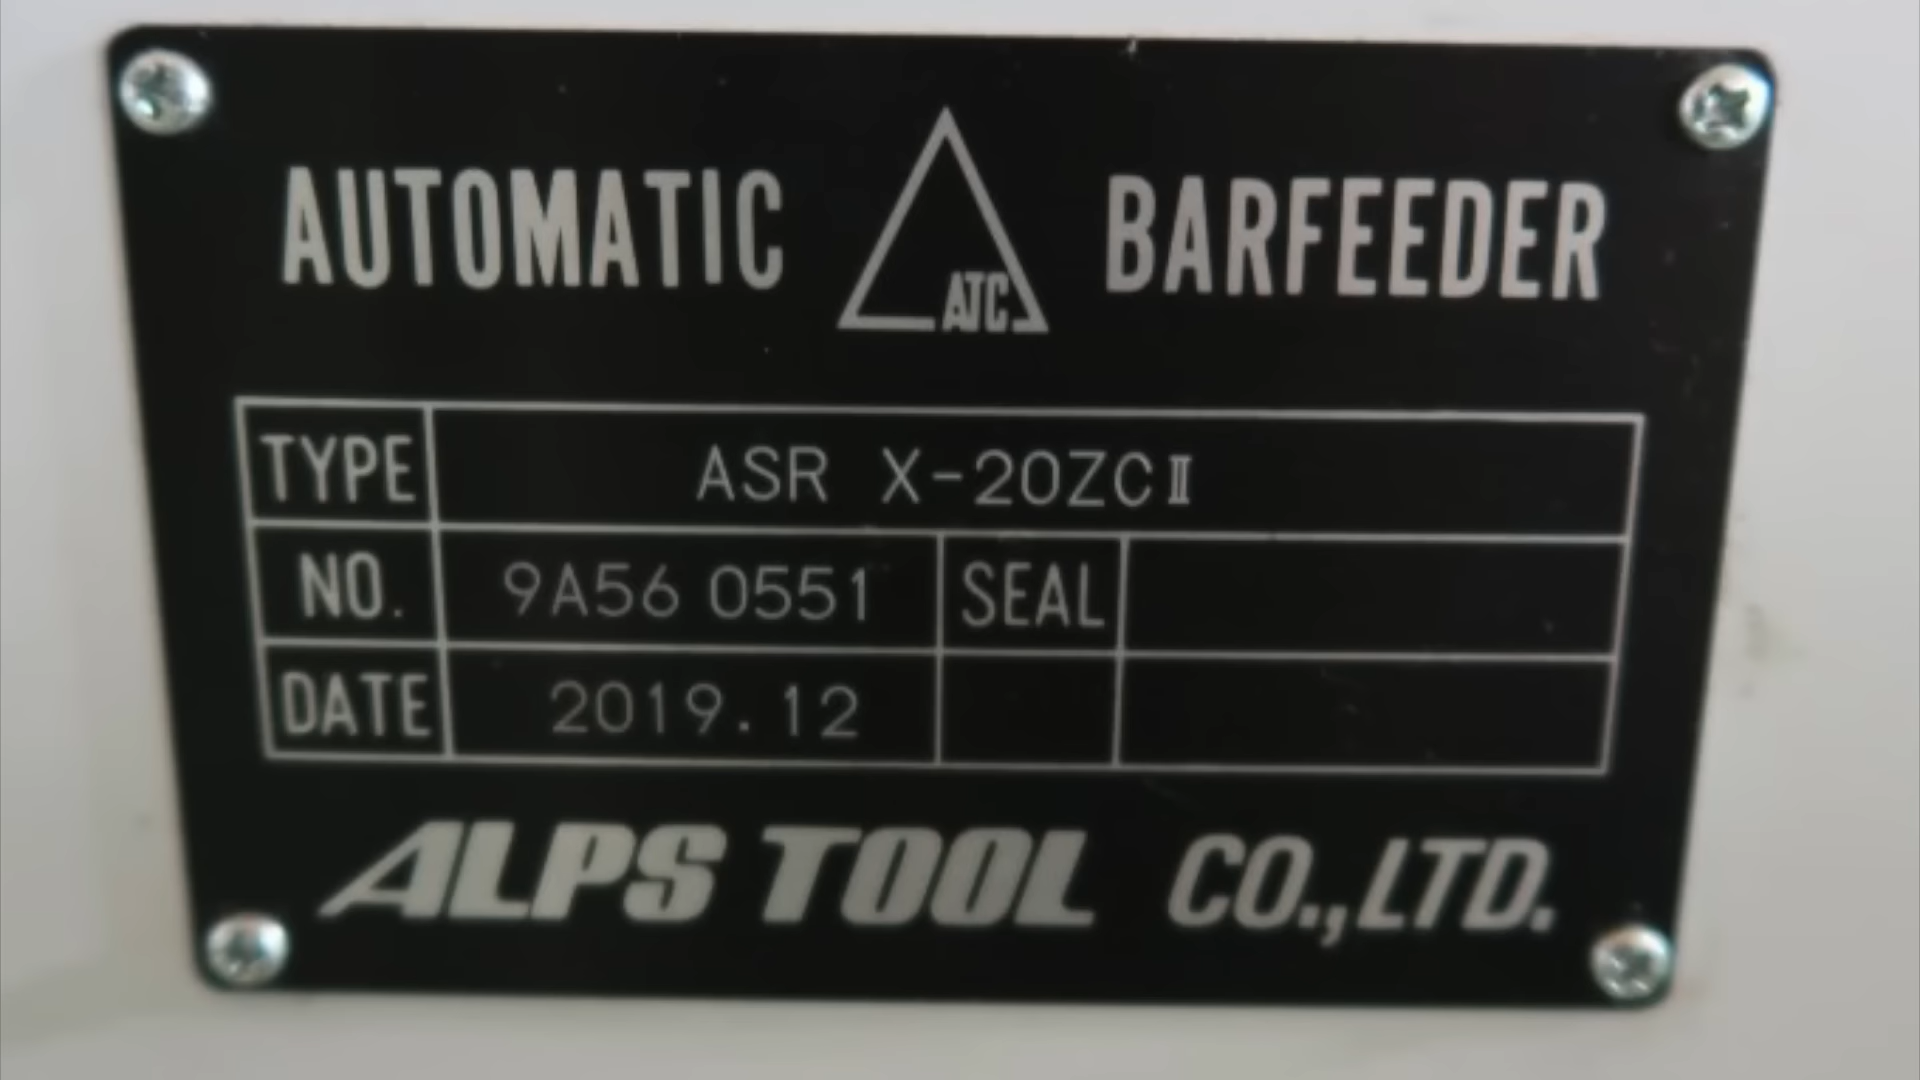 AUTOMATIC ATC BARFEEDER
TYPE ASR X-20ZCⅡ
NO. 9A56 0551 SEAL
DATE 2019.12
ALPS TOOL CO.,LTD.